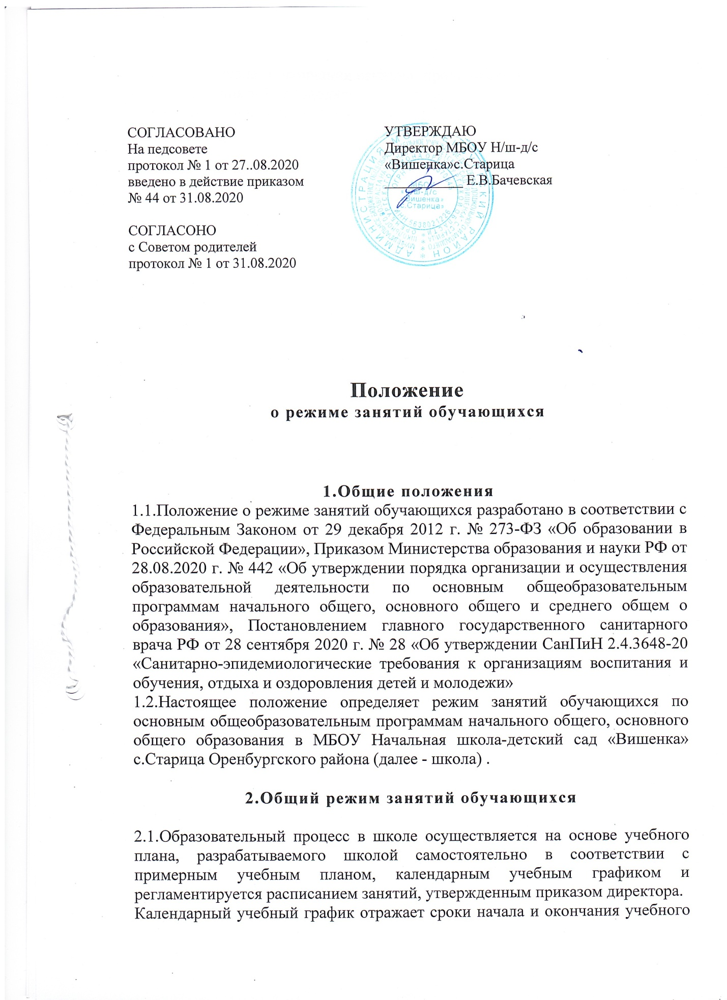 СОГЛАСОВАНО
На педсовете
протокол № 1 от 27..08.2020
введено в действие приказом
№ 44 от 31.08.2020
СОГЛАСОНО
с Советом родителей
протокол № 1 от 31.08.2020
УТВЕРЖДАЮ
Директор МБОУ Н/ш-д/с
«Вишенка»с.Старица
___________ Е.В.Бачевская
АДМИНИСТРАЦИЯ МО
РАЙОН
ИНН 5638021226
Вишенка»
с.Старица»
Положение
о режиме занятий обучающихся
1.Общие положения
1.1.Положение о режиме занятий обучающихся разработано в соответствии с
Федеральным Законом от 29 декабря 2012 г. № 273-ФЗ «Об образовании в
Российской Федерации», Приказом Министерства образования и науки РФ от
28.08.2020 г. № 442 «Об утверждении порядка организации и осуществления
образовательной деятельности по основным общеобразовательным
программам начального общего, основного общего и среднего общем о
образования», Постановлением главного государственного санитарного
врача РФ от 28 сентября 2020 г. № 28 «Об утверждении СанПиН 2.4.3648-20
«Санитарно-эпидемиологические требования к организациям воспитания и
обучения, отдыха и оздоровления детей и молодежи»
1.2.Настоящее положение определяет режим занятий обучающихся по
основным общеобразовательным программам начального общего, основного
общего образования в МБОУ Начальная школа-детский сад «Вишенка»
с.Старица Оренбургского района (далее - школа) .
2.Общий режим занятий обучающихся
2.1.Образовательный процесс в школе осуществляется на основе учебного
плана, разрабатываемого школой самостоятельно в соответствии с
примерным учебным планом, календарным учебным графиком и
регламентируется расписанием занятий, утвержденным приказом директора.
Календарный учебный график отражает сроки начала и окончания учебного